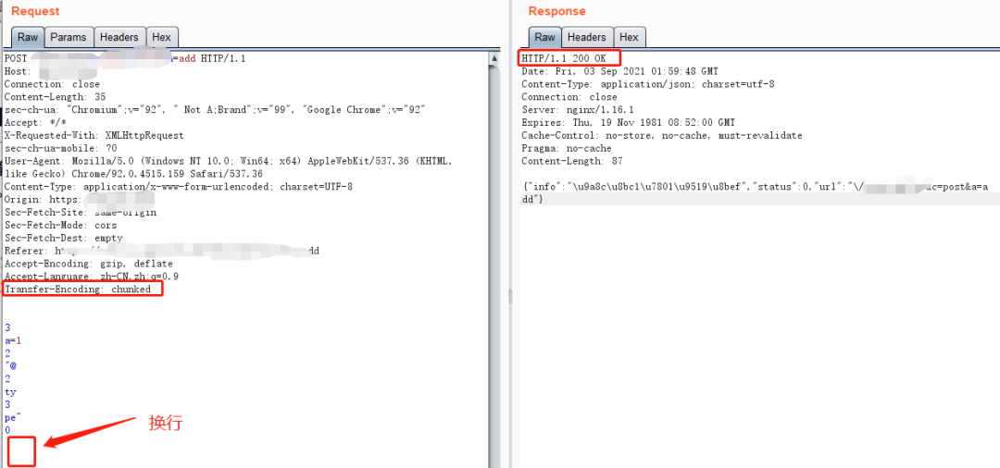 Request
Raw Params Headers Hex
POST =add HTTP/1.1
Host:
Connection: close
Content-Length: 35
sec-ch-ua: "Chromium";v="92", " Not A;Brand";v="99", "Google Chrome";v="92"
Accept: */*
X-Requested-With: XMLHttpRequest
sec-ch-ua-mobile: ?0
User-Agent: Mozilla/5.0 (Windows NT 10.0; Win64; x64) AppleWebKit/537.36 (KHTML,
like Gecko) Chrome/92.0.4515.159 Safari/537.36
Content-Type: application/x-www-form-urlencoded; charset=UTF-8
Origin: https:
Sec-Fetch-Site: same-origin
Sec-Fetch-Mode: cors
Sec-Fetch-Dest: empty
Referer: dd
Accept-Encoding: gzip, deflate
Accept-Language: zh-CN,zh;q=0.9
Transfer-Encoding: chunked
3
a=1
2
"@
2
ty
3
pe"
0
换行
Response
Raw Headers Hex
HTTP/1.1 200 OK
Date: Fri, 03 Sep 2021 01:59:48 GMT
Content-Type: application/json; charset=utf-8
Connection: close
Server: nginx/1.16.1
Expires: Thu, 19 Nov 1981 08:52:00 GMT
Cache-Control: no-store, no-cache, must-revalidate
Pragma: no-cache
Content-Length: 87
{"info":"\u9a8c\u8bc1\u7801\u9519\u8bef","status":0,"url":"\/ c=post&a=a
dd"}